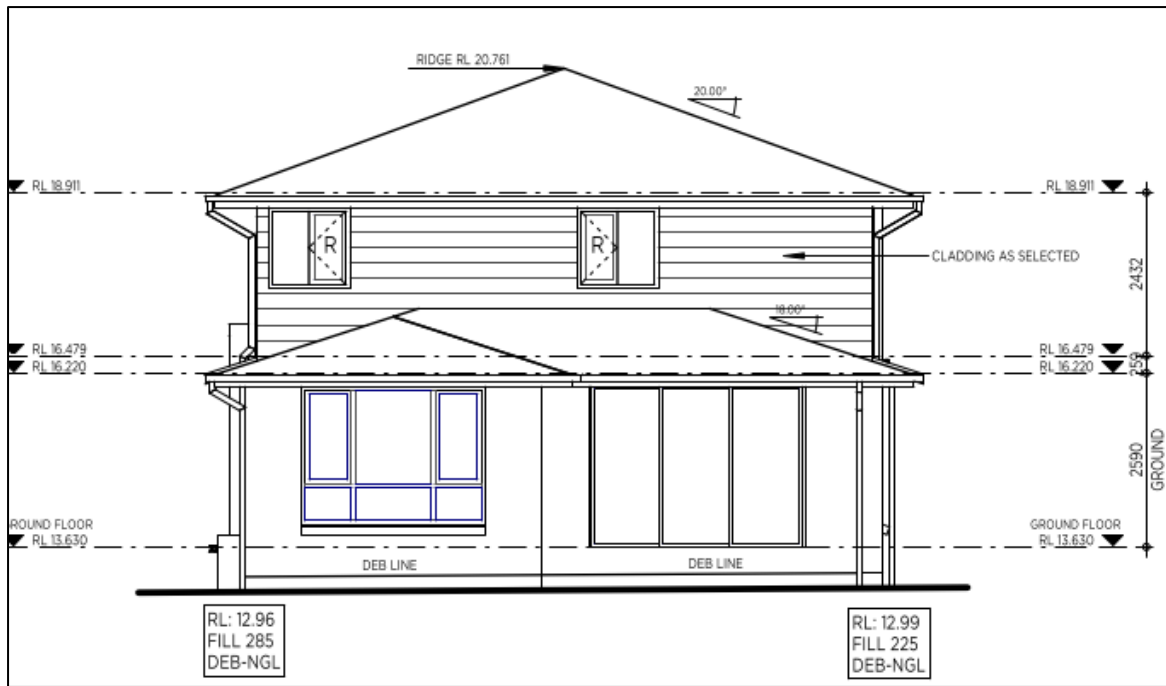 RIDGE RL 20.761
20.00°
RL 18.911
RL 18.911
R
R
CLADDING AS SELECTED
2432
18.00°
RL 16.479
RL 16.479
RL 16.220
RL 16.220
259
2590
GROUND
ROUND FLOOR
RL 13.630
GROUND FLOOR
RL 13.630
DEB LINE
DEB LINE
RL: 12.96
FILL 285
DEB-NGL
RL: 12.99
FILL 225
DEB-NGL